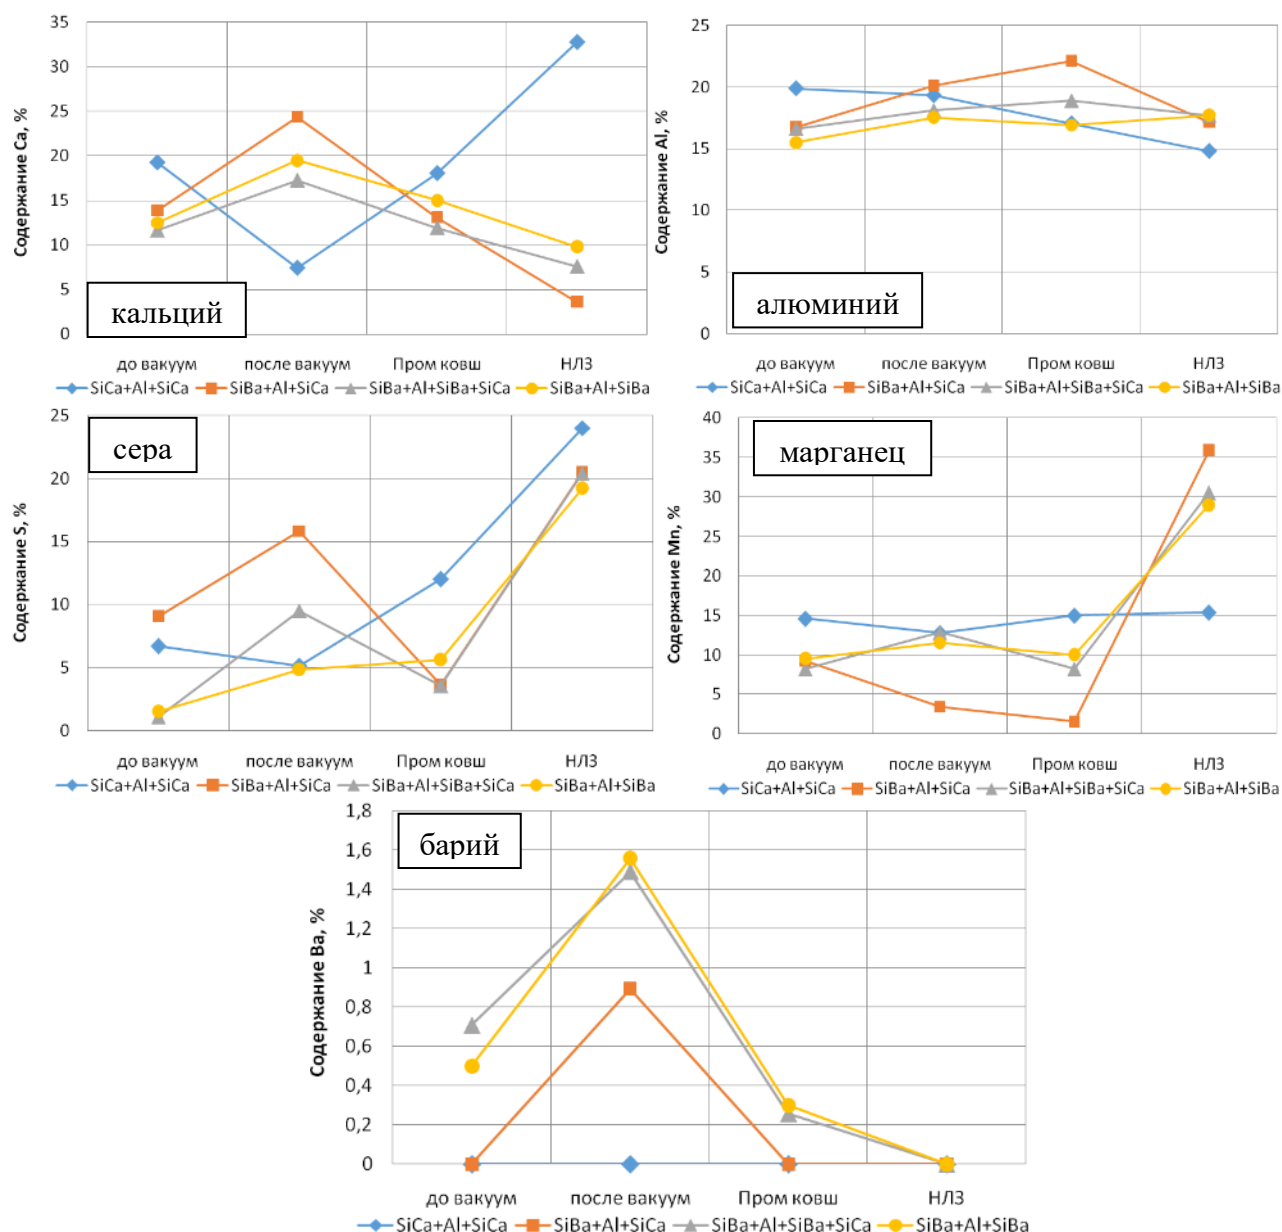 Содержание Ca, %
35
30
25
20
15
10
5
0
кальций
до вакуум после вакуум Пром ковш НЛЗ
SiCa+Al+SiCa SiBa+Al+SiCa SiBa+Al+SiBa+SiCa SiBa+Al+SiBa
Содержание Al, %
25
20
15
10
5
0
алюминий
до вакуум после вакуум Пром ковш НЛЗ
SiCa+Al+SiCa SiBa+Al+SiCa SiBa+Al+SiBa+SiCa SiBa+Al+SiBa
Содержание S, %
25
20
15
10
5
0
сера
до вакуум после вакуум Пром ковш НЛЗ
SiCa+Al+SiCa SiBa+Al+SiCa SiBa+Al+SiBa+SiCa SiBa+Al+SiBa
Содержание Mn, %
40
35
30
25
20
15
10
5
0
марганец
до вакуум после вакуум Пром ковш НЛЗ
SiCa+Al+SiCa SiBa+Al+SiCa SiBa+Al+SiBa+SiCa SiBa+Al+SiBa
Содержание Ba, %
1,8
1,6
1,4
1,2
1
0,8
0,6
0,4
0,2
0
барий
до вакуум после вакуум Пром ковш НЛЗ
SiCa+Al+SiCa SiBa+Al+SiCa SiBa+Al+SiBa+SiCa SiBa+Al+SiBa